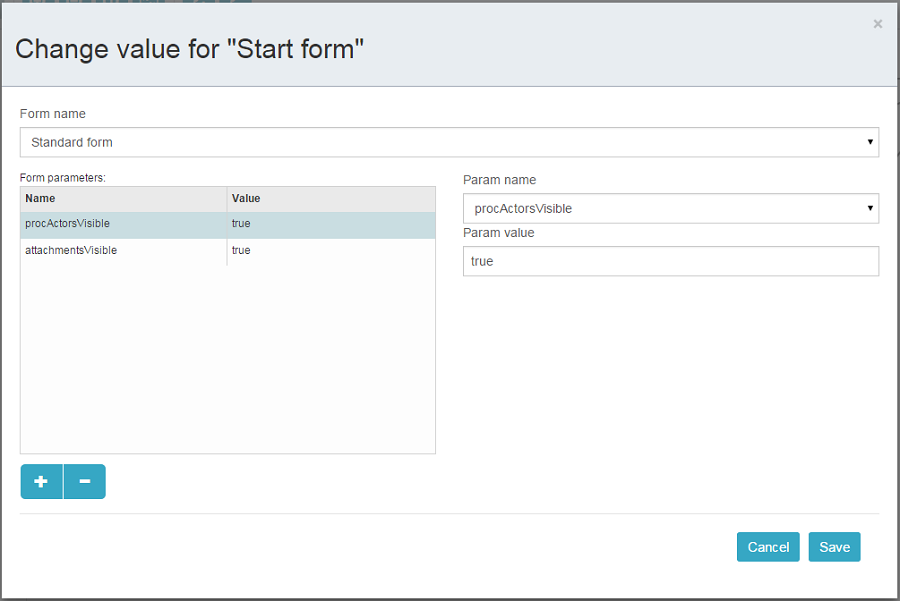 Change value for "Start form"
×
Form name
Standard form
Form parameters:
Name Value
procActorsVisible true
attachmentsVisible true
Param name
procActorsVisible
Param value
true
Cancel Save